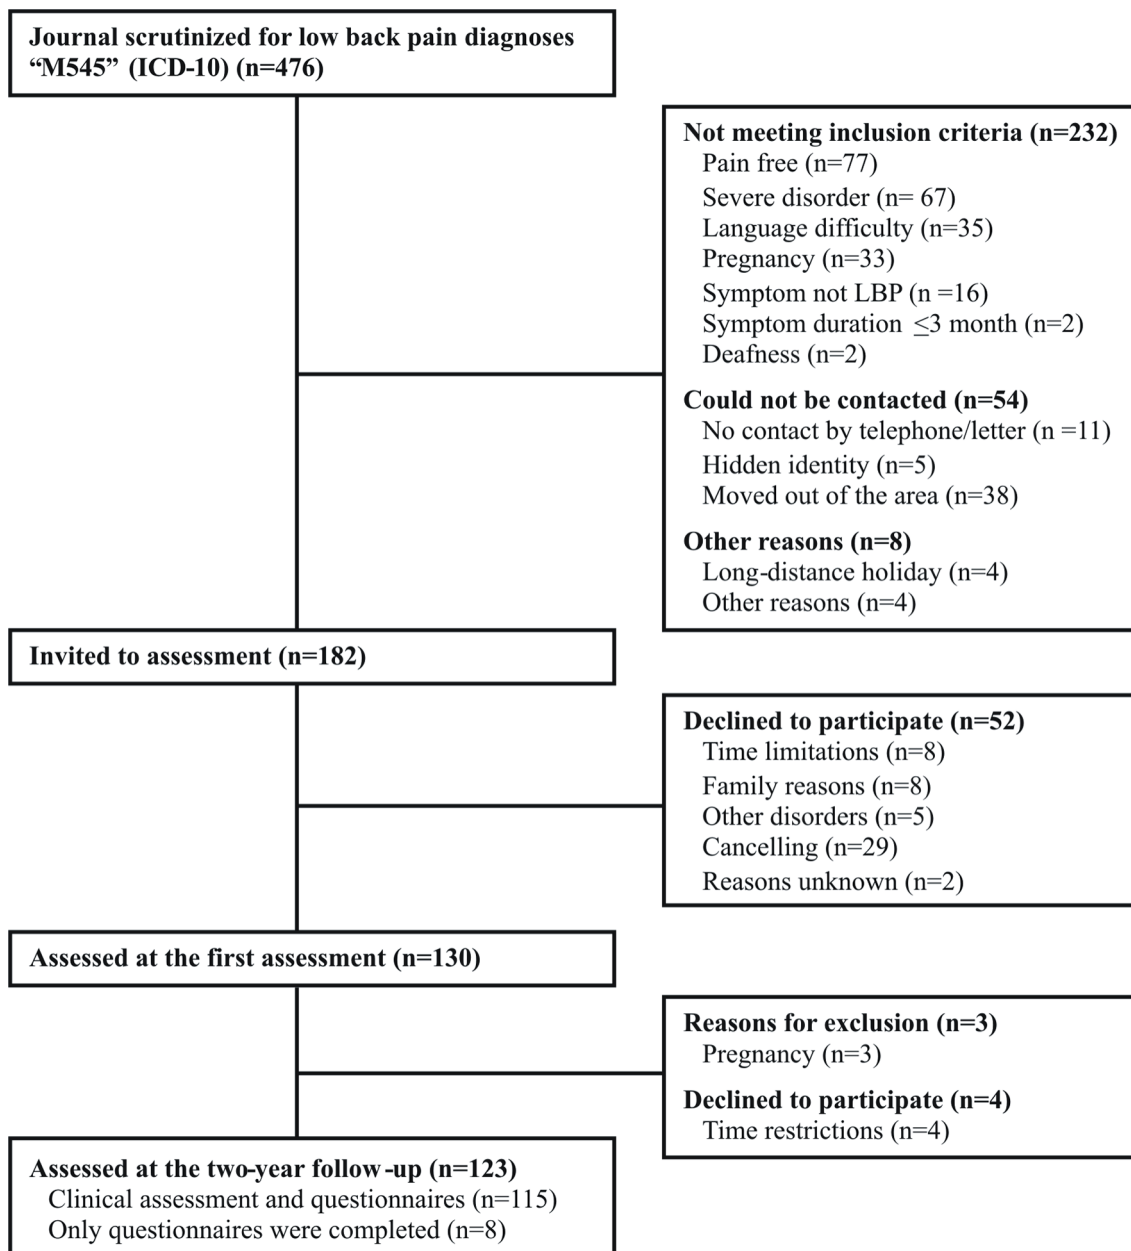 Journal scrutinized for low back pain diagnoses
“M545” (ICD-10) (n=476)
Not meeting inclusion criteria (n=232)
Pain free (n=77)
Severe disorder (n= 67)
Language difficulty (n=35)
Pregnancy (n=33)
Symptom not LBP (n =16)
Symptom duration ≤3 month (n=2)
Deafness (n=2)
Could not be contacted (n=54)
No contact by telephone/letter (n =11)
Hidden identity (n=5)
Moved out of the area (n=38)
Other reasons (n=8)
Long-distance holiday (n=4)
Other reasons (n=4)
Invited to assessment (n=182)
Declined to participate (n=52)
Time limitations (n=8)
Family reasons (n=8)
Other disorders (n=5)
Cancelling (n=29)
Reasons unknown (n=2)
Assessed at the first assessment (n=130)
Reasons for exclusion (n=3)
Pregnancy (n=3)
Declined to participate (n=4)
Time restrictions (n=4)
Assessed at the two-year follow-up (n=123)
Clinical assessment and questionnaires (n=115)
Only questionnaires were completed (n=8)